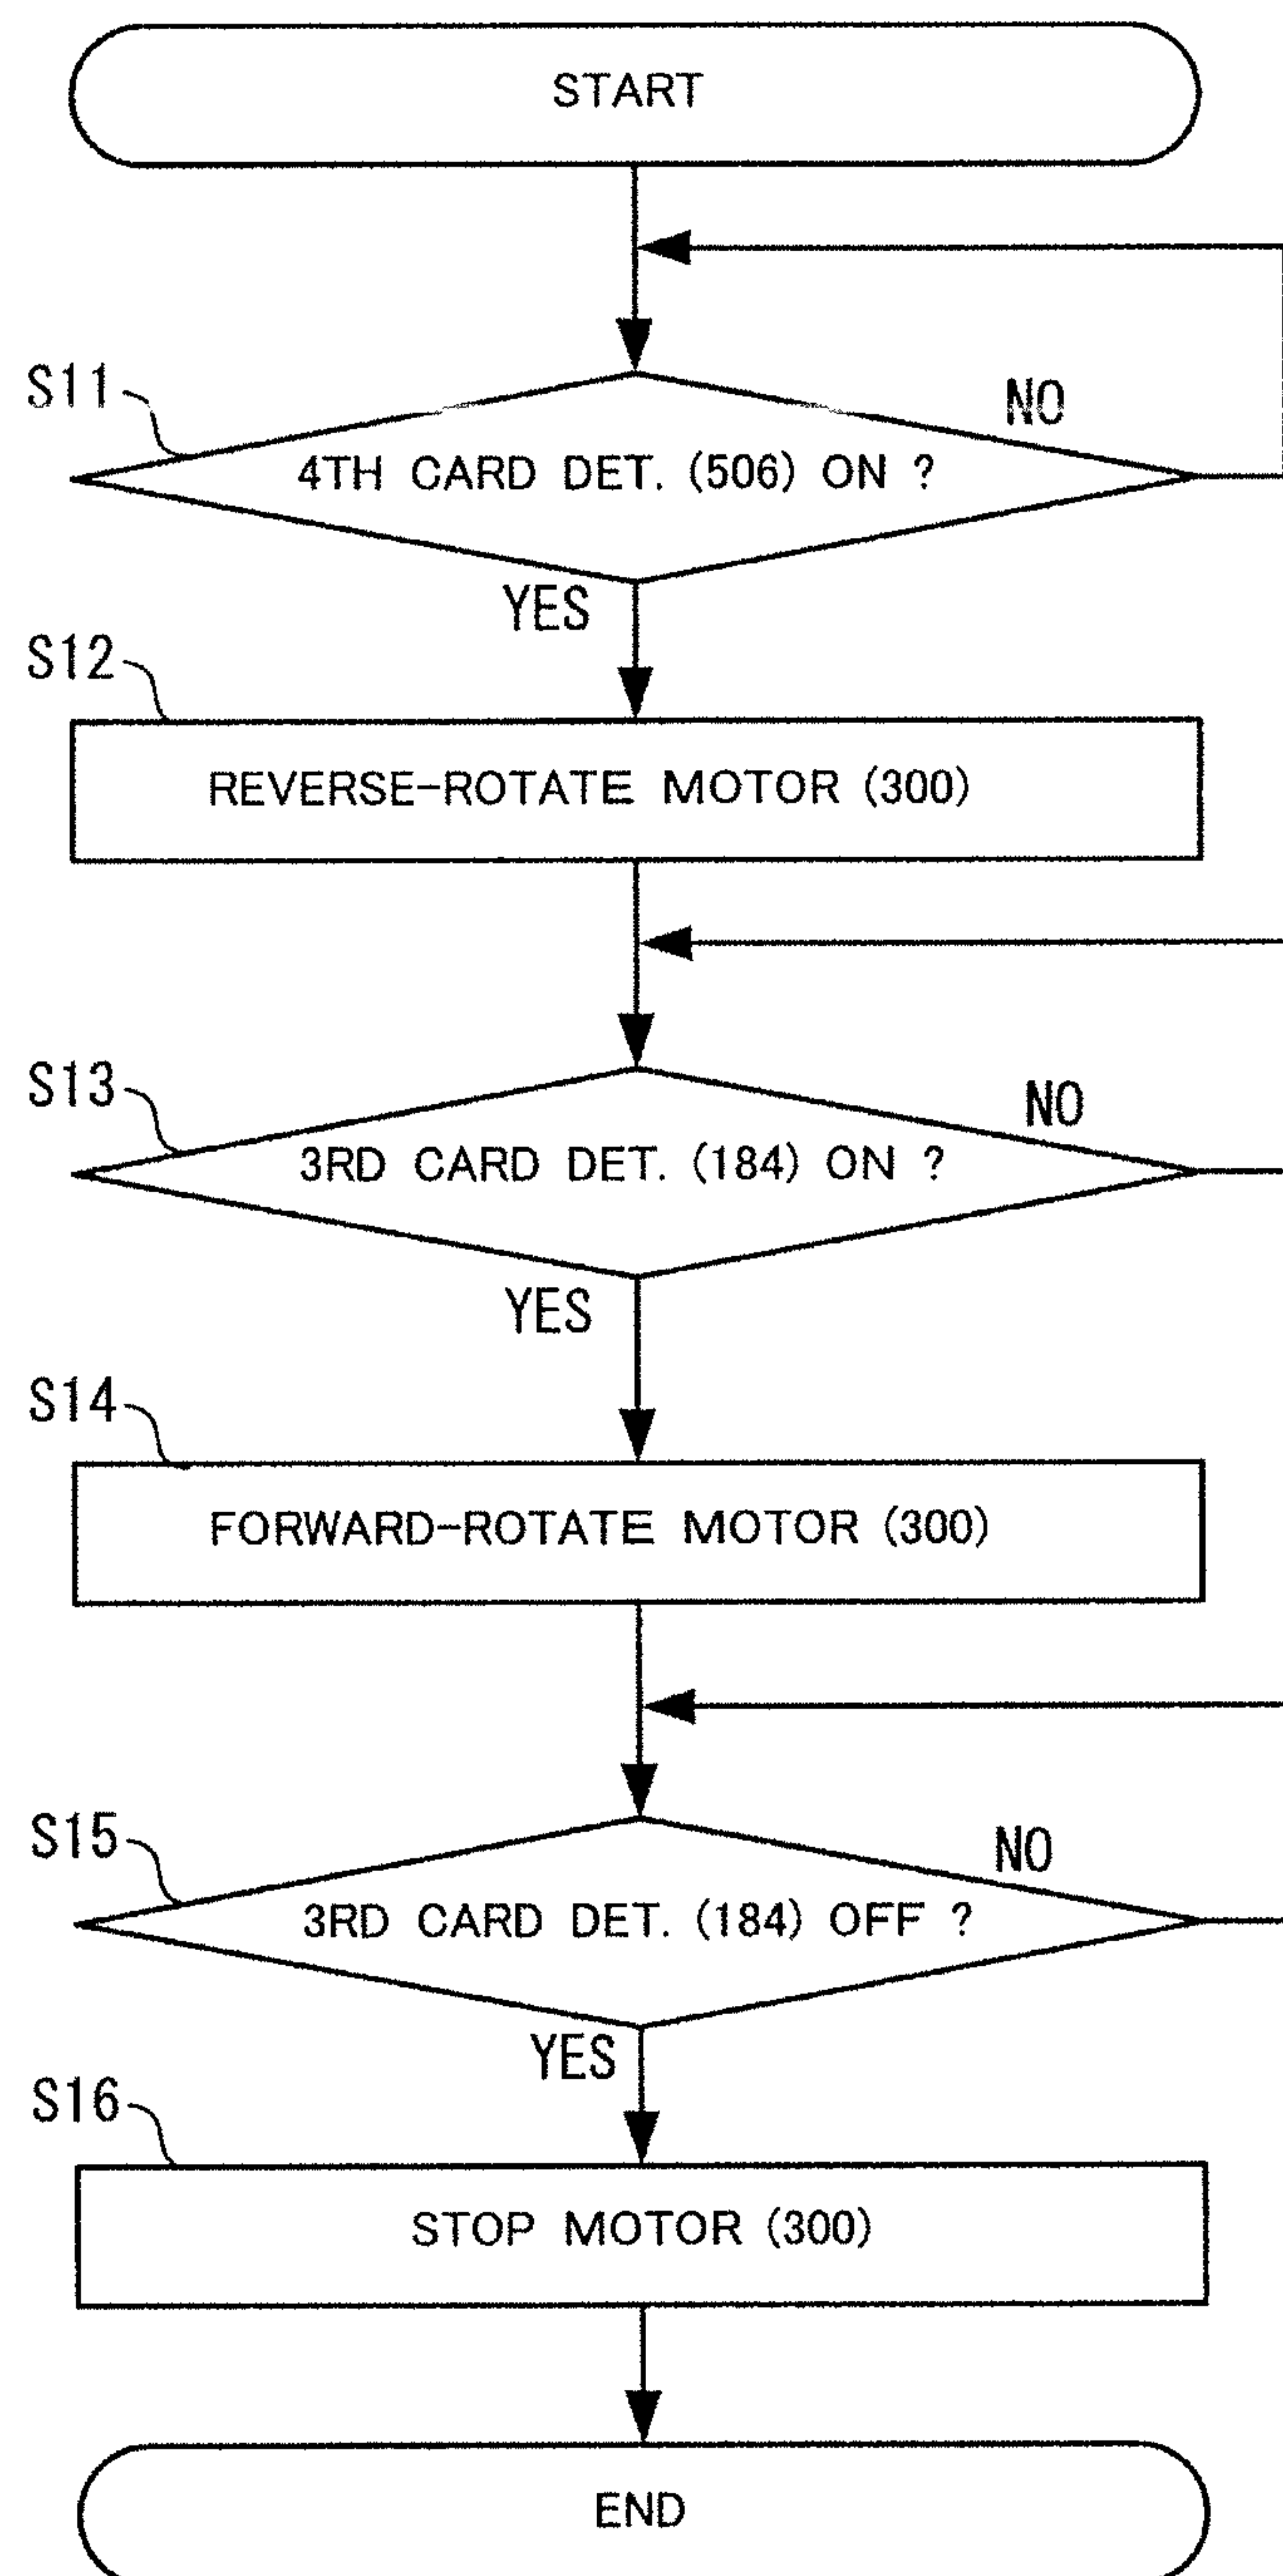 START
S11
NO
4TH CARD DET. (506) ON ?
YES
S12
REVERSE-ROTATE MOTOR (300)
S13
NO
3RD CARD DET. (184) ON ?
YES
S14
FORWARD-ROTATE MOTOR (300)
S15
NO
3RD CARD DET. (184) OFF ?
YES
S16
STOP MOTOR (300)
END